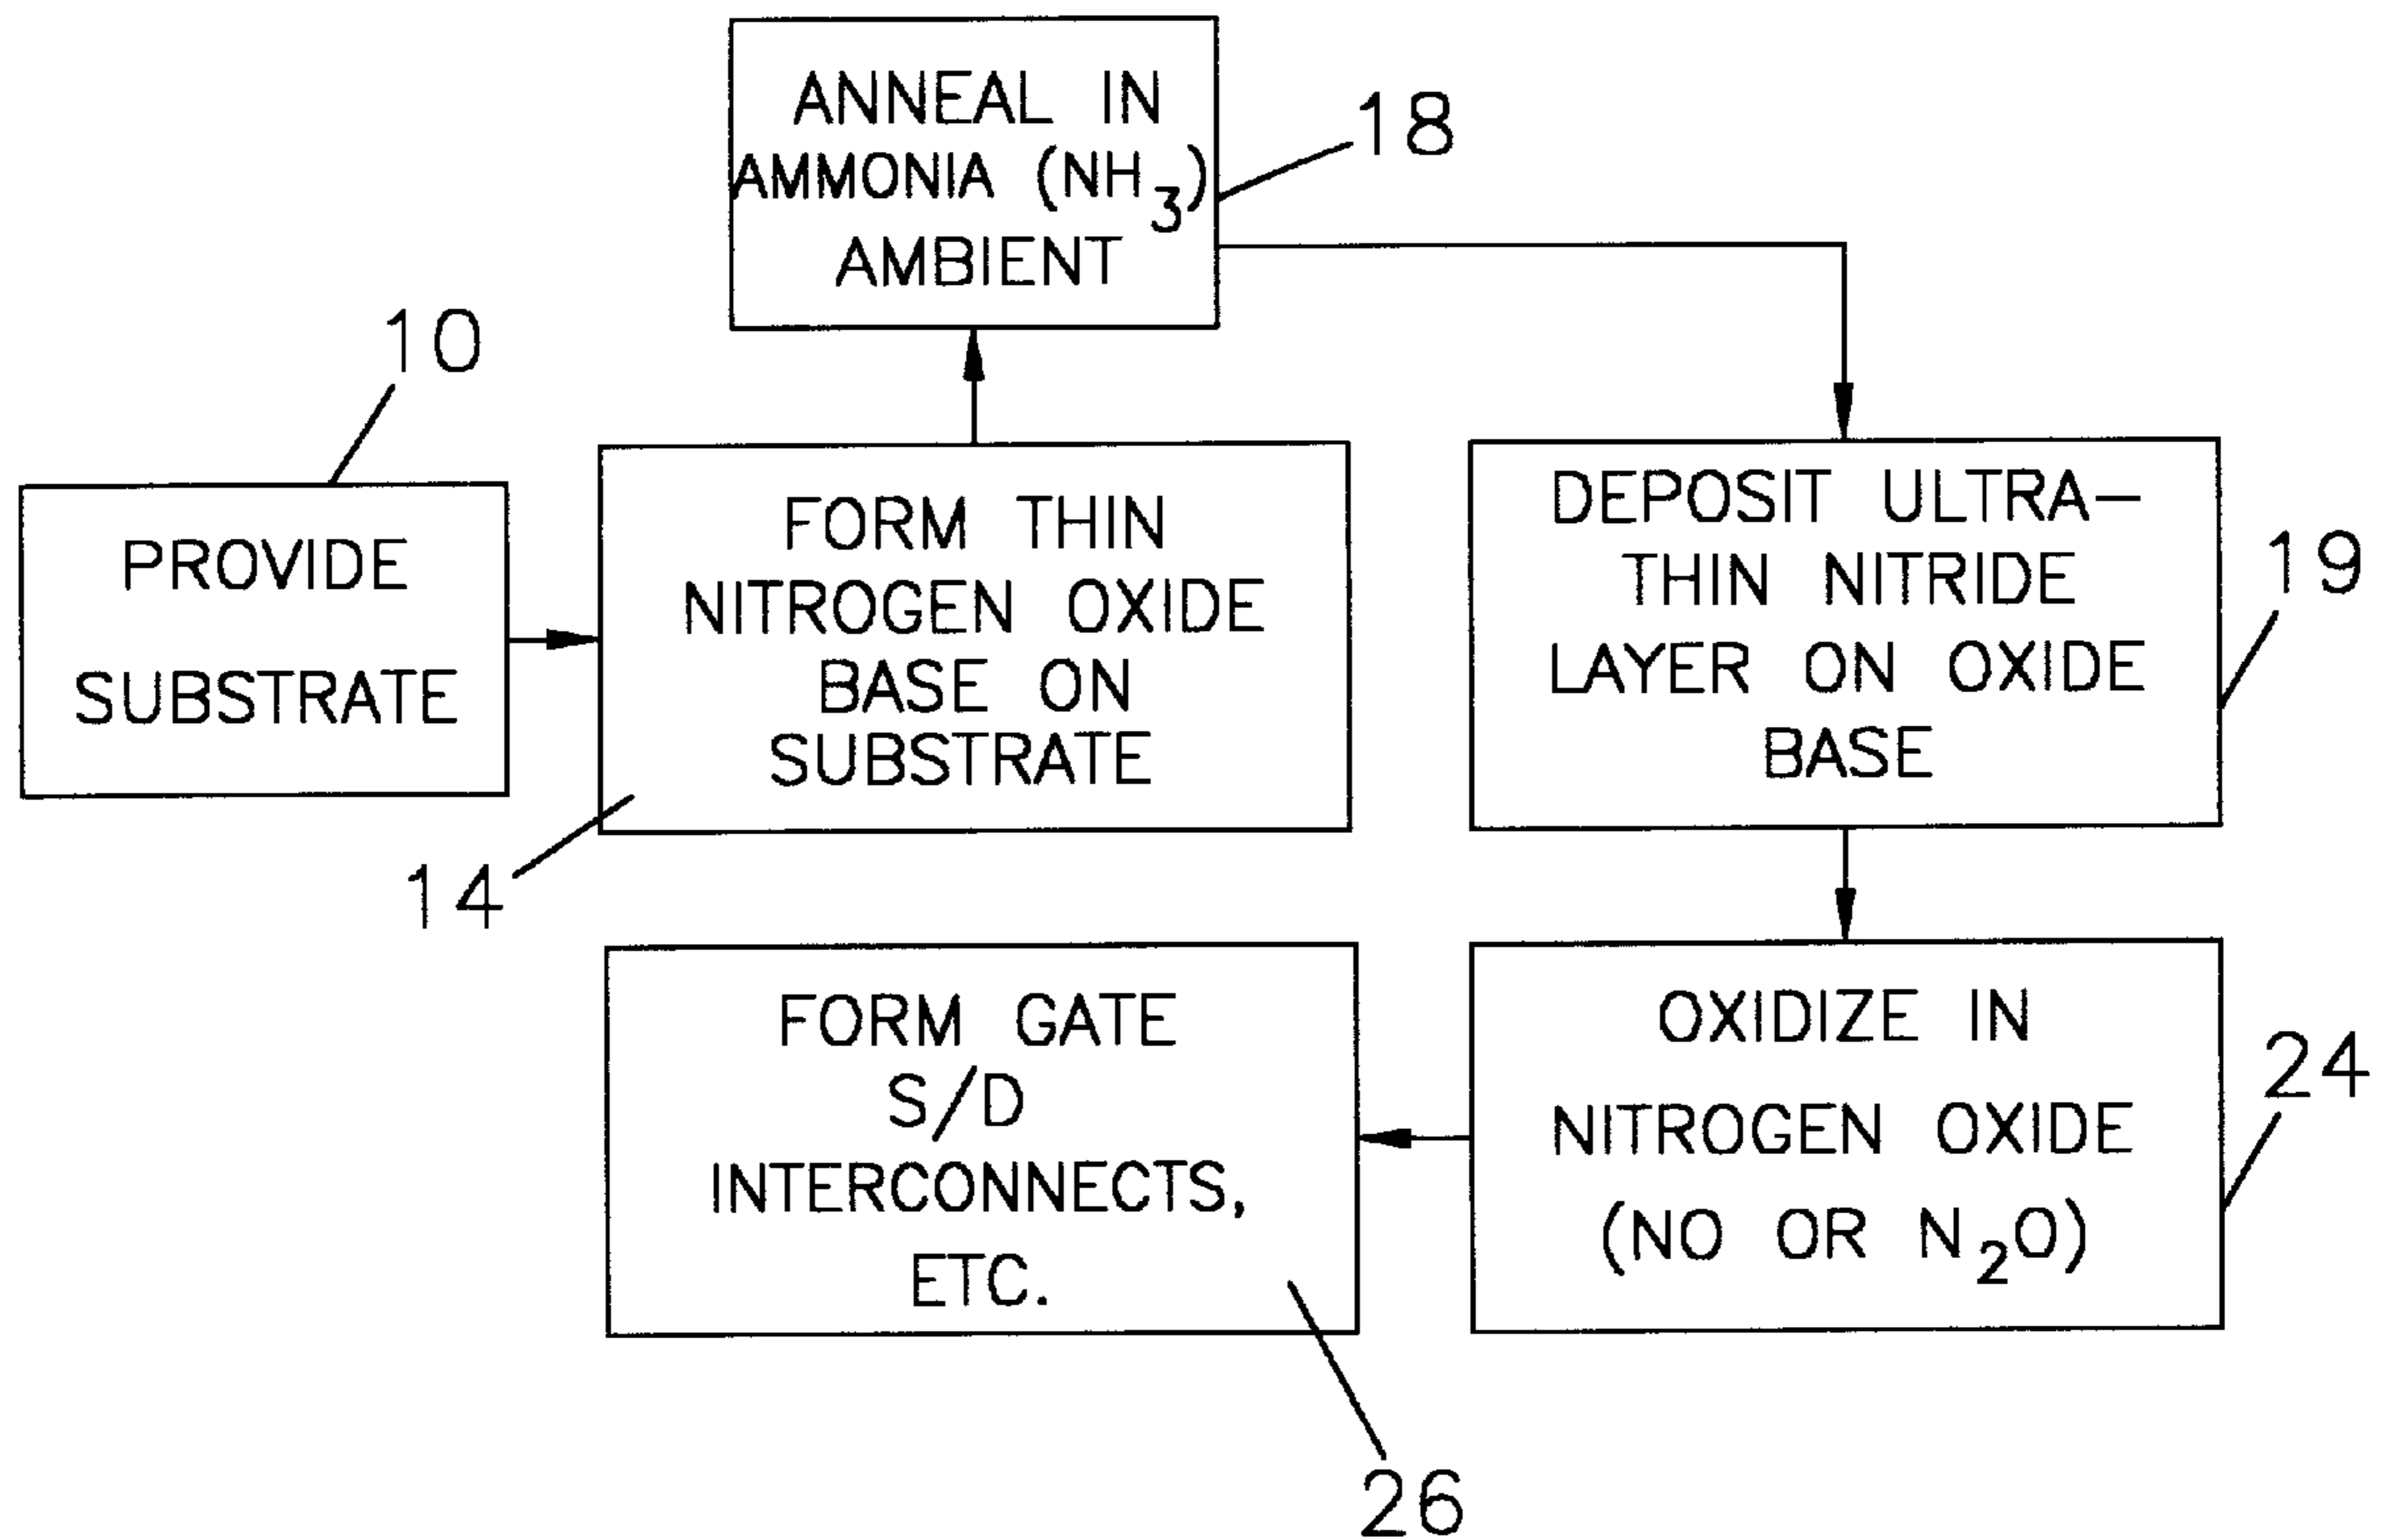 ANNEAL IN
AMMONIA (NH₃)
AMBIENT
18
10
PROVIDE
SUBSTRATE
FORM THIN
NITROGEN OXIDE
BASE ON
SUBSTRATE
14
DEPOSIT ULTRA-
THIN NITRIDE
LAYER ON OXIDE
BASE
19
OXIDIZE IN
NITROGEN OXIDE
(NO OR N₂O)
24
FORM GATE
S/D
INTERCONNECTS,
ETC.
26